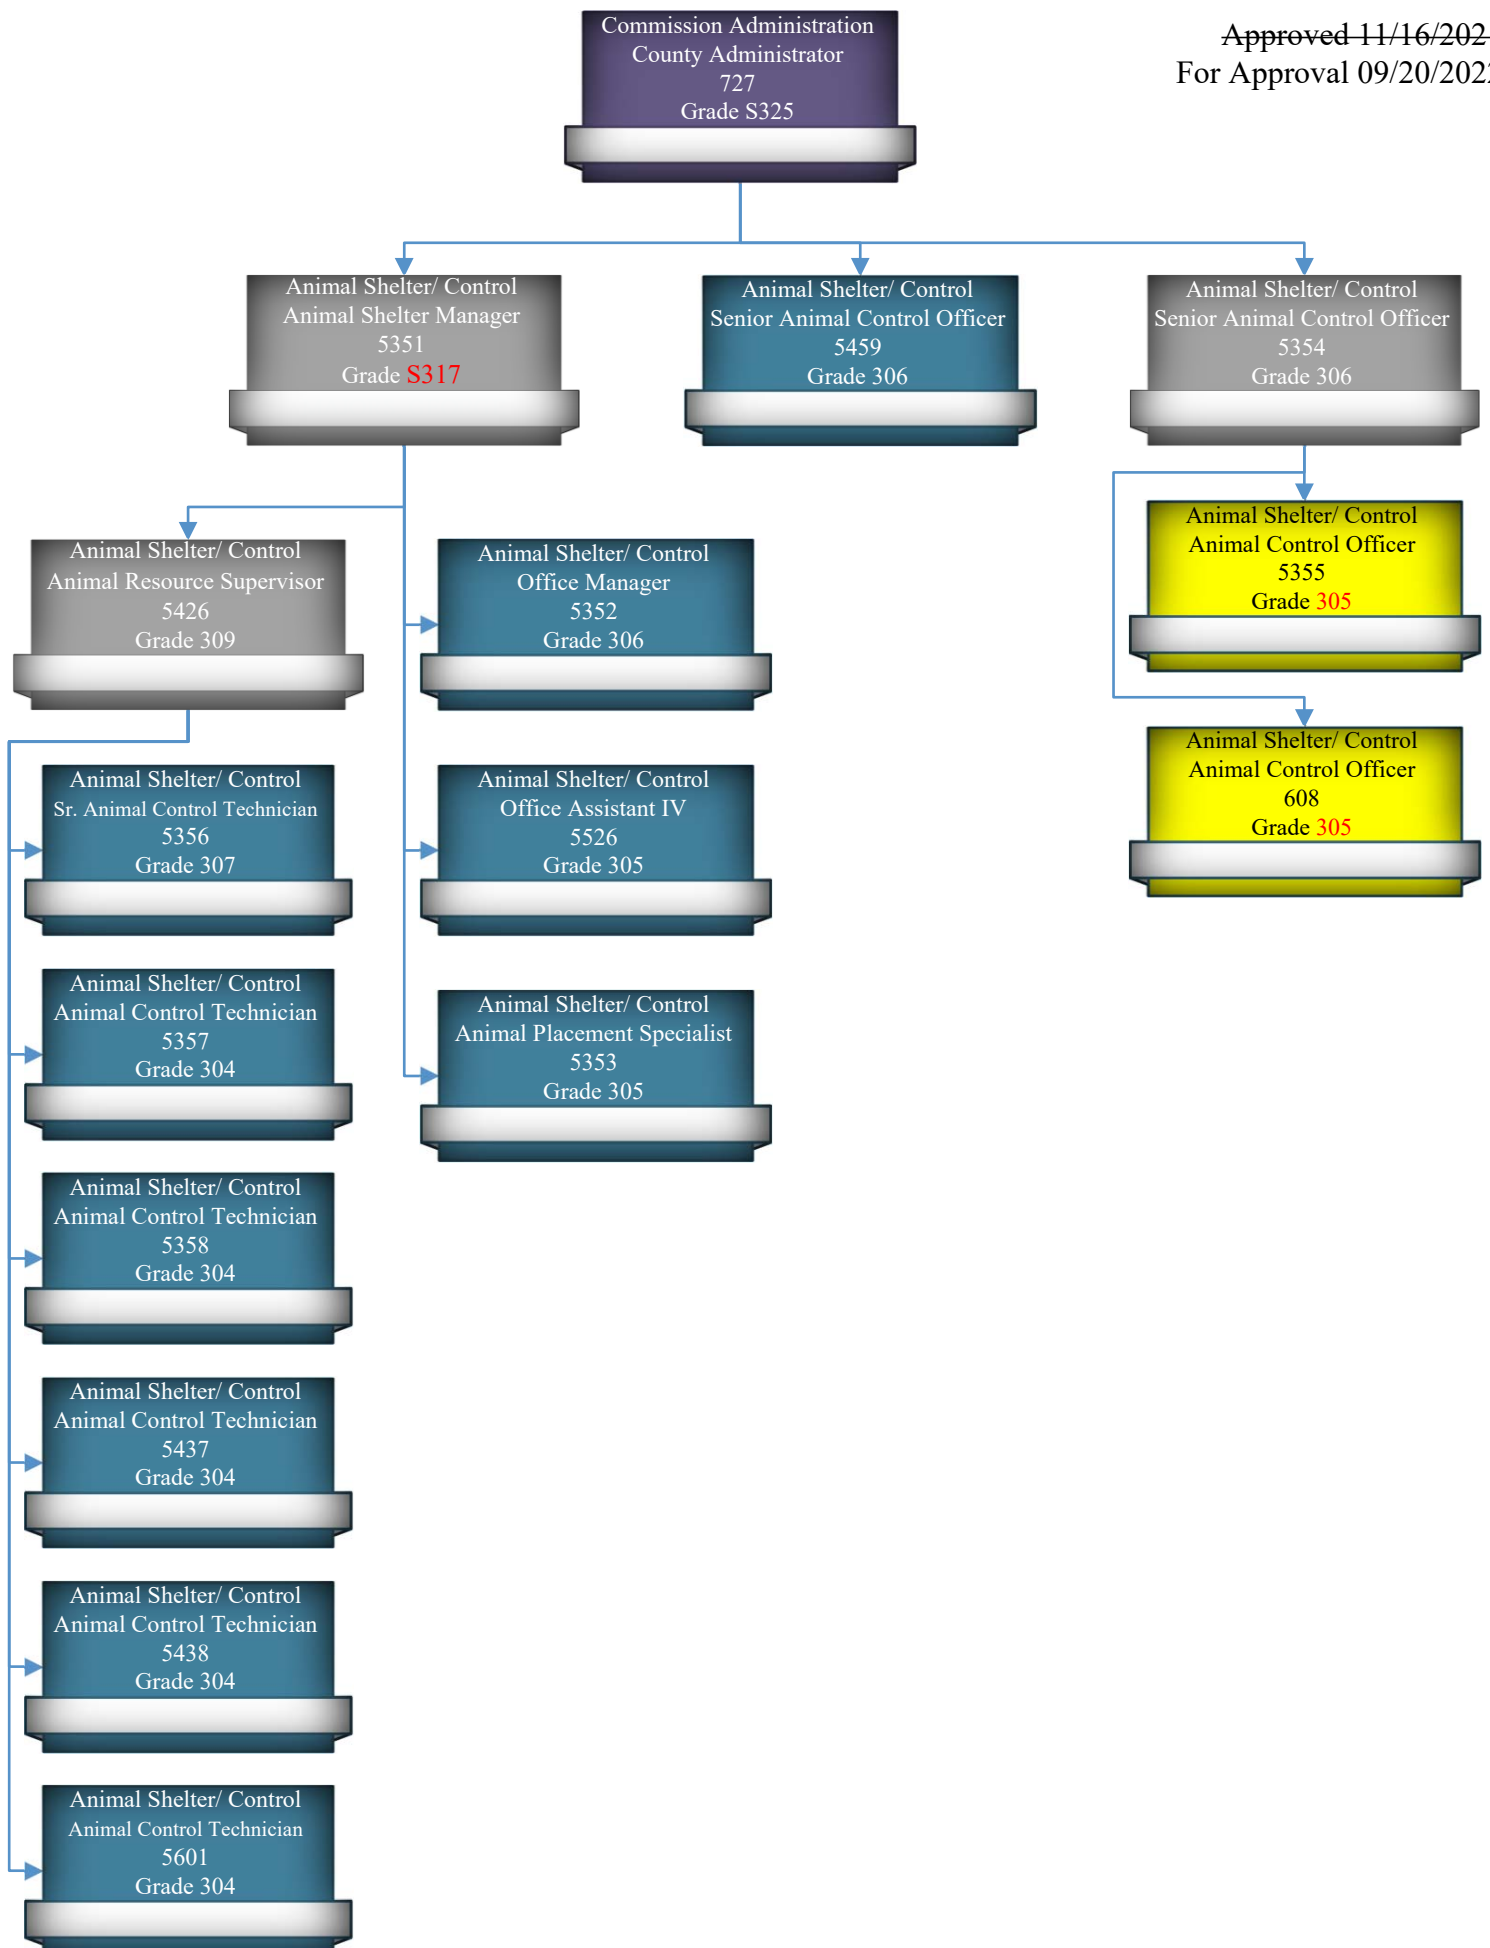 Commission Administration
County Administrator
727
Grade S325
Approved 11/16/202
For Approval 09/20/202
Animal Shelter/ Control
Animal Shelter Manager
5351
Grade S317
Animal Shelter/ Control
Senior Animal Control Officer
5459
Grade 306
Animal Shelter/ Control
Senior Animal Control Officer
5354
Grade 306
Animal Shelter/ Control
Animal Resource Supervisor
5426
Grade 309
Animal Shelter/ Control
Office Manager
5352
Grade 306
Animal Shelter/ Control
Animal Control Officer
5355
Grade 305
Animal Shelter/ Control
Sr. Animal Control Technician
5356
Grade 307
Animal Shelter/ Control
Office Assistant IV
5526
Grade 305
Animal Shelter/ Control
Animal Control Officer
608
Grade 305
Animal Shelter/ Control
Animal Control Technician
5357
Grade 304
Animal Shelter/ Control
Animal Placement Specialist
5353
Grade 305
Animal Shelter/ Control
Animal Control Technician
5358
Grade 304
Animal Shelter/ Control
Animal Control Technician
5437
Grade 304
Animal Shelter/ Control
Animal Control Technician
5438
Grade 304
Animal Shelter/ Control
Animal Control Technician
5601
Grade 304